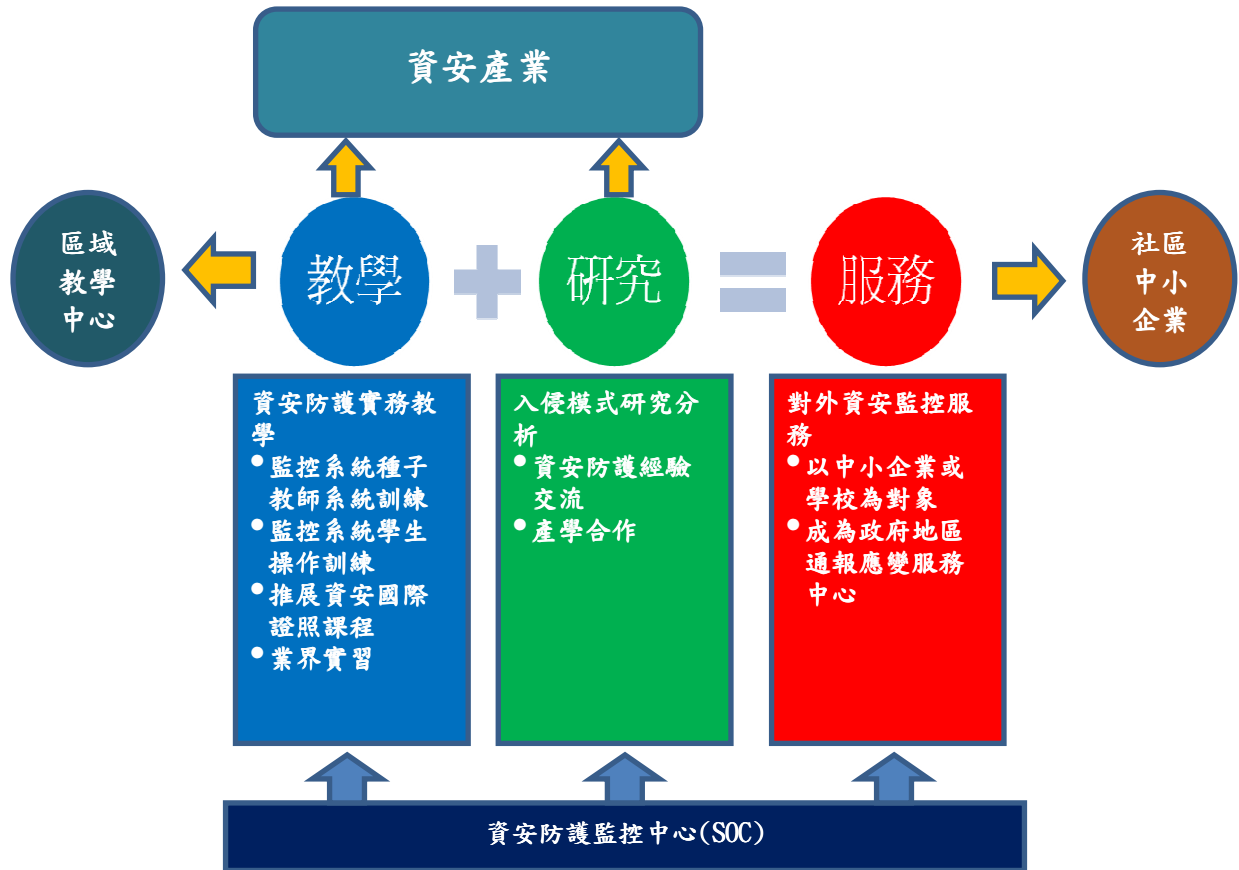 資安產業
區域
教學
中心
教學
研究
服務
社區
中小
企業
資安防護實務教
學
•監控系統種子
教師系統訓練
•監控系統學生
操作訓練
•推展資安國際
證照課程
•業界實習
入侵模式研究分
析
•資安防護經驗
交流
•產學合作
對外資安監控服
務
•以中小企業或
學校為對象
•成為政府地區
通報應變服務
中心
資安防護監控中心(SOC)